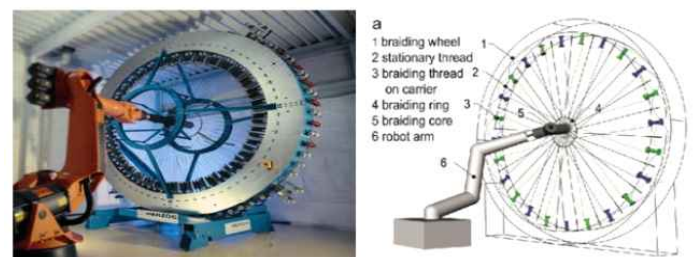 HERZOG
a
1 braiding wheel
2 stationary thread
3 braiding thread
on carrier
4 braiding ring
5 braiding core
6 robot arm
1
2
3
5
4
6